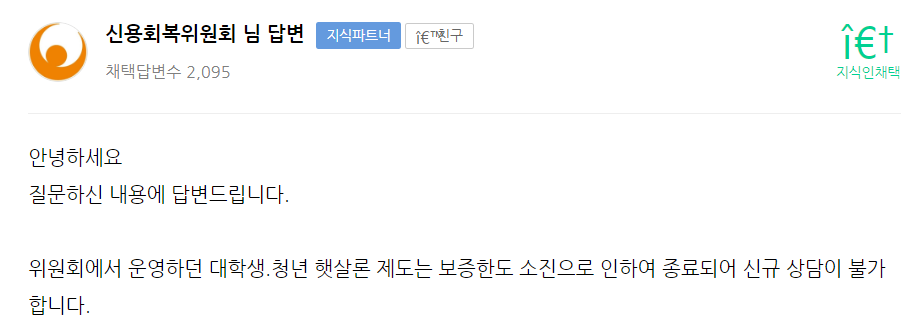 신용회복위원회 님 답변 지식파트너 î€™친구
채택답변수 2,095
î€†
지식인채택
안녕하세요
질문하신 내용에 답변드립니다.
위원회에서 운영하던 대학생.청년 햇살론 제도는 보증한도 소진으로 인하여 종료되어 신규 상담이 불가
합니다.